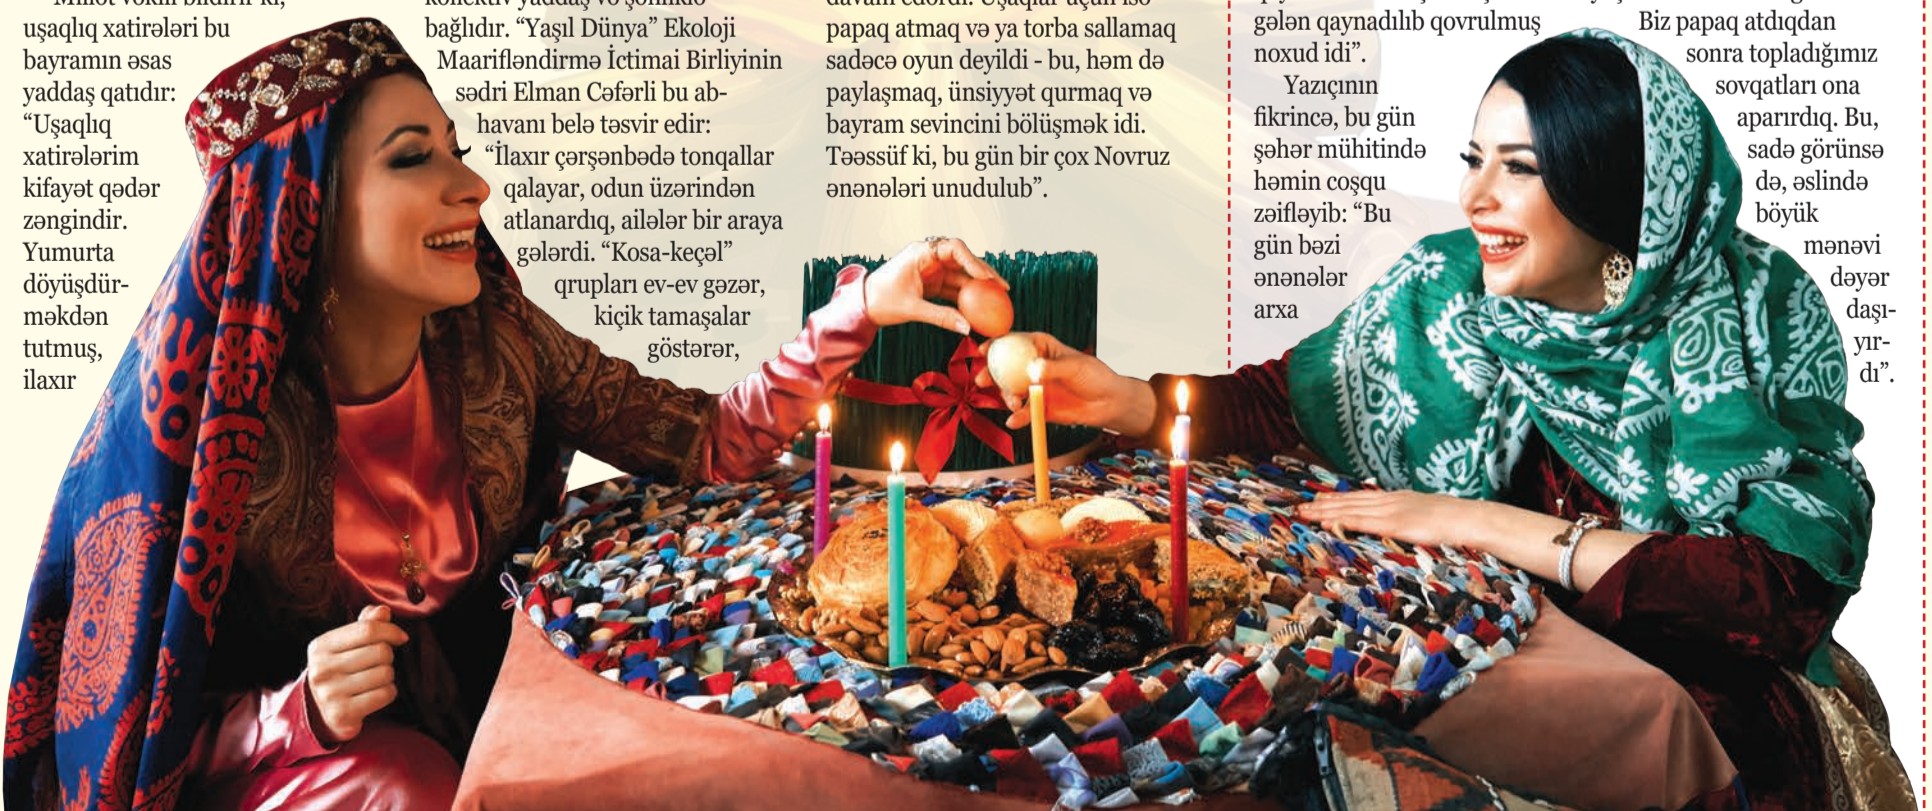 uşaqlıq xatirələri bu
bayramın əsas
yaddaş qatıdır:
“Uşaqlıq
xatirələrim
kifayət qədər
zəngindir.
Yumurta
döyüşdür-
məkdən
tutmuş,
ilaxır
bağlıdır. “Yaşıl Dünya” Ekoloji
Maarifləndirmə İctimai Birliyinin
sədri Elman Cəfərli bu ab-
havanı belə təsvir edir:
“İlaxır çərşənbədə tonqallar
qalayar, odun üzərindən
atlanardıq, ailələr bir araya
gələrdi. “Kosa-keçəl”
qrupları ev-ev gəzər,
kiçik tamaşalar
göstərər,
papaq atmaq və ya torba sallamaq
sadəcə oyun deyildi - bu, həm də
paylaşmaq, ünsiyyət qurmaq və
bayram sevincini bölüşmək idi.
Təəssüf ki, bu gün bir çox Novruz
ənənələri unudulub”.
gələn qaynadılıb qovrulmuş
noxud idi”.
Yazıçının
fikrincə, bu gün
şəhər mühitində
həmin coşqu
zəifləyib: “Bu
gün bəzi
ənənələr
arxa
Biz papaq atdıqdan
sonra topladığımız
sovqatları ona
aparırdıq. Bu,
sadə görünsə
də, əslində
böyük
mənəvi
dəyər
daşı-
yır-
dı”.